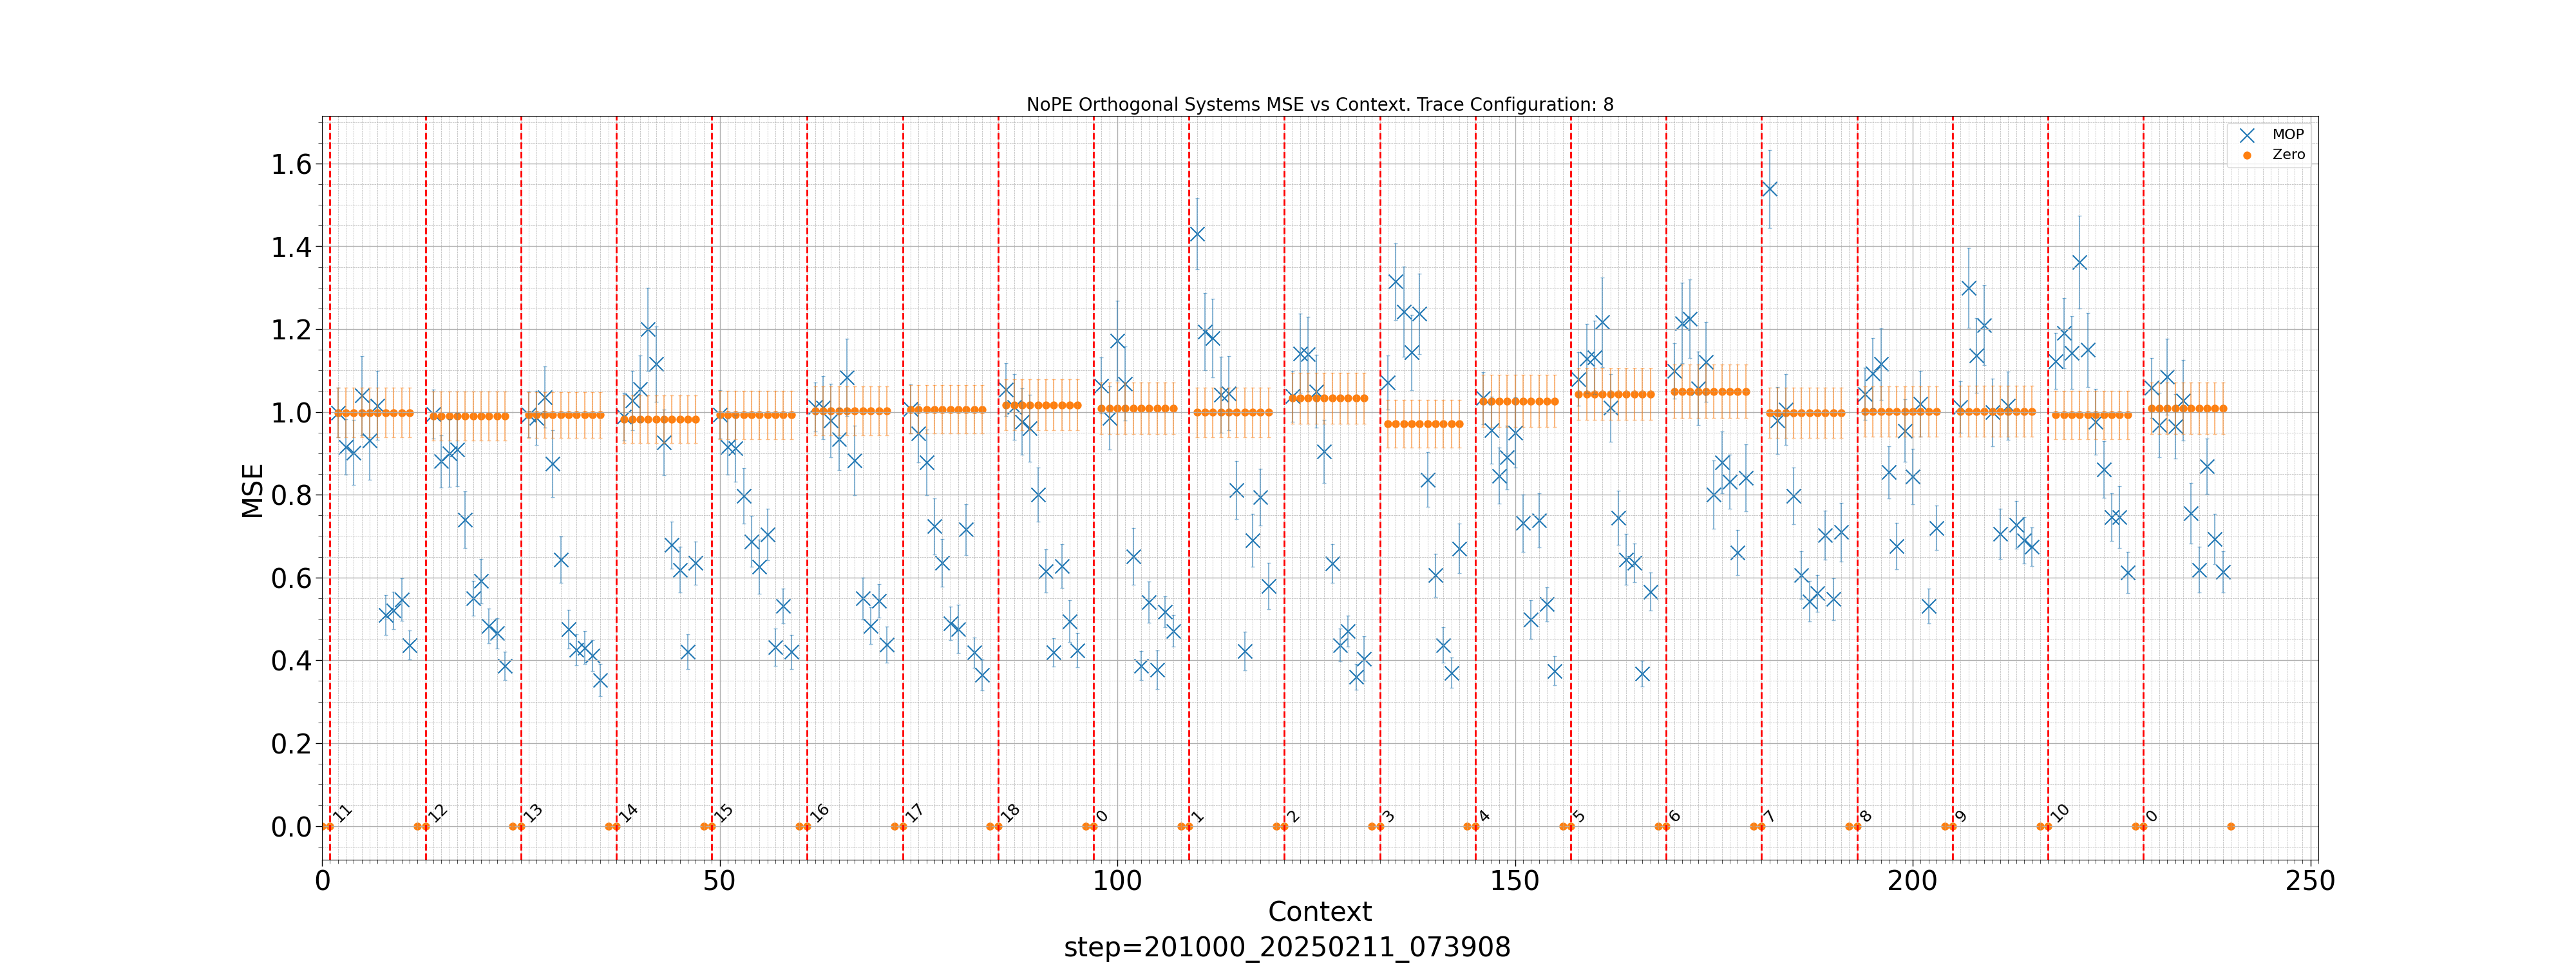 NoPE Orthogonal Systems MSE vs Context. Trace Configuration: 8
MOP
Zero
1.6
1.4
1.2
1.0
0.8
0.6
0.4
0.2
0.0
MSE
11 12 13 14 15 16 17 18 0 1 2 3 4 5 6 7 8 9 10 0
0 50 100 150 200 250
Context
step=201000_20250211_073908